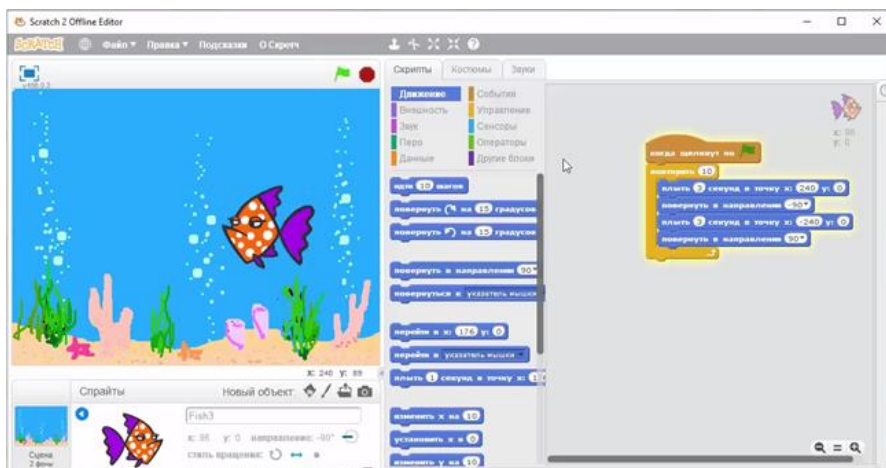 Scratch 2 Offline Editor
SCRATCH Файл Правка Подсказки О Скретч
Скрипты Костюмы Звуки
Движение События
Внешность Управление
Звук Сенсоры
Перо Операторы
Данные Другие блоки
идти 10 шагов
повернуть на 15 градусов
повернуть на 15 градусов
повернуть в направлении 90
повернуться к указатель мышки
перейти в x: 176 y: 0
перейти в указатель мышки
плыть 1 секунд в точку x:
изменить x на 10
установить x в 0
изменить y на 10
когда щелкнут по
повторить 10
плыть 3 секунд в точку x: 240 y: 0
повернуть в направлении -90
плыть 3 секунд в точку x: -240 y: 0
повернуть в направлении 90
x: 96
y: 0
x: 240 y: 89
Спрайты Новый объект:
Fish3
x: 96 y: 0 направление: -90°
стиль вращения:
Сцена
2 фоны